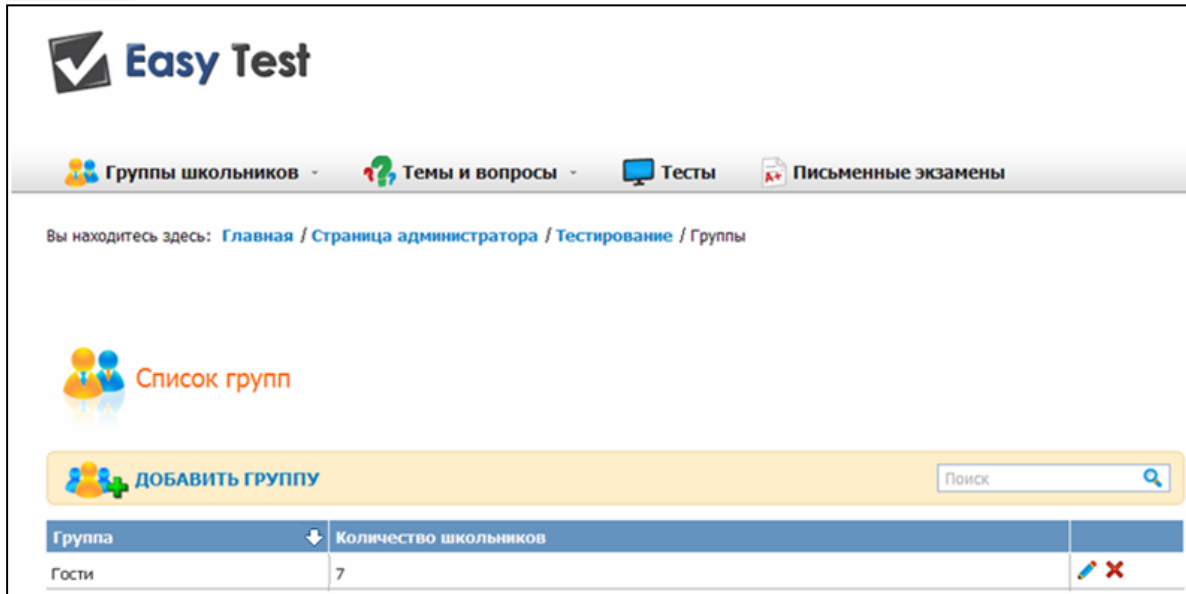 Easy Test
Группы школьников Темы и вопросы Тесты A+ Письменные экзамены
Вы находитесь здесь: Главная / Страница администратора / Тестирование / Группы
Список групп
ДОБАВИТЬ ГРУППУ Поиск
Группа Количество школьников
Гости 7